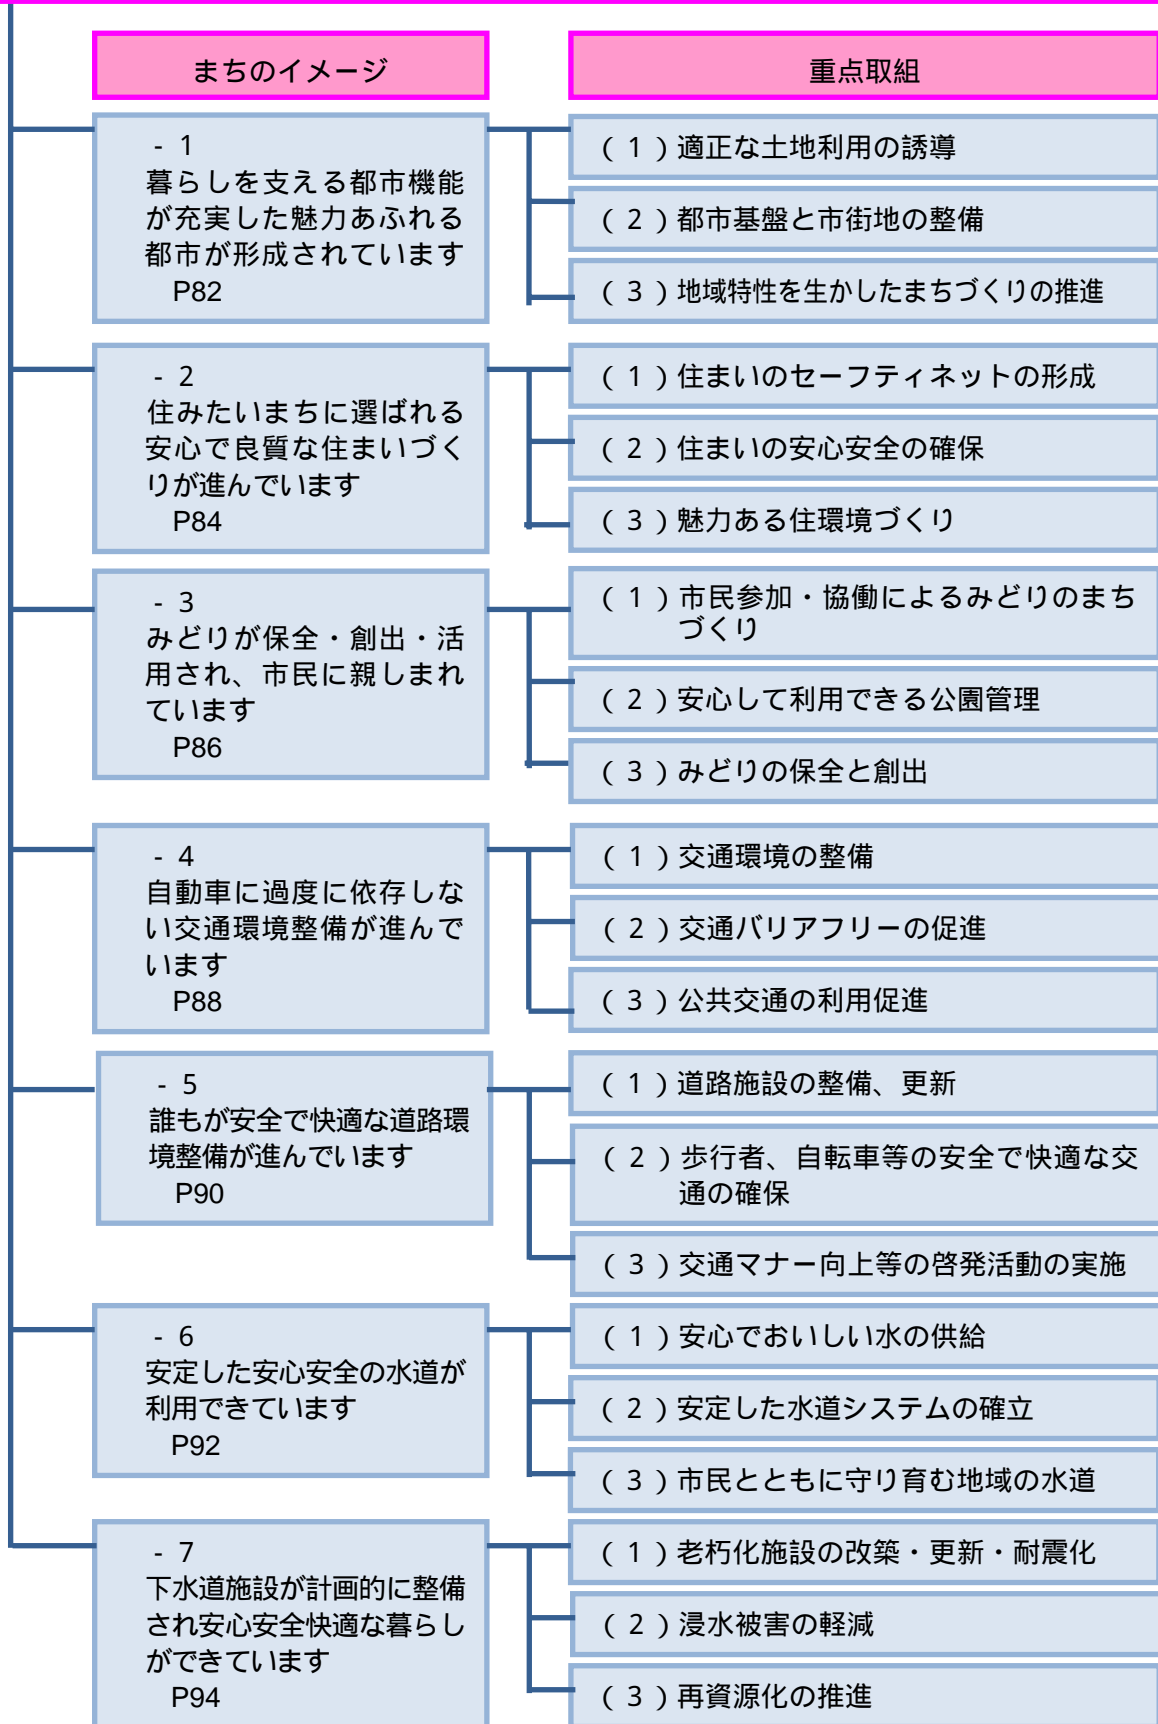 まちのイメージ
重点取組
- 1
暮らしを支える都市機能
が充実した魅力あふれる
都市が形成されています
P82
(1)適正な土地利用の誘導
(2)都市基盤と市街地の整備
(3)地域特性を生かしたまちづくりの推進
- 2
住みたいまちに選ばれる
安心で良質な住まいづく
りが進んでいます
P84
(1)住まいのセーフティネットの形成
(2)住まいの安心安全の確保
(3)魅力ある住環境づくり
- 3
みどりが保全・創出・活
用され、市民に親しまれ
ています
P86
(1)市民参加・協働によるみどりのまち
づくり
(2)安心して利用できる公園管理
(3)みどりの保全と創出
- 4
自動車に過度に依存しな
い交通環境整備が進んで
います
P88
(1)交通環境の整備
(2)交通バリアフリーの促進
(3)公共交通の利用促進
- 5
誰もが安全で快適な道路環
境整備が進んでいます
P90
(1)道路施設の整備、更新
(2)歩行者、自転車等の安全で快適な交
通の確保
(3)交通マナー向上等の啓発活動の実施
- 6
安定した安心安全の水道が
利用できています
P92
(1)安心でおいしい水の供給
(2)安定した水道システムの確立
(3)市民とともに守り育む地域の水道
- 7
下水道施設が計画的に整備
され安心安全快適な暮らし
ができています
P94
(1)老朽化施設の改築・更新・耐震化
(2)浸水被害の軽減
(3)再資源化の推進